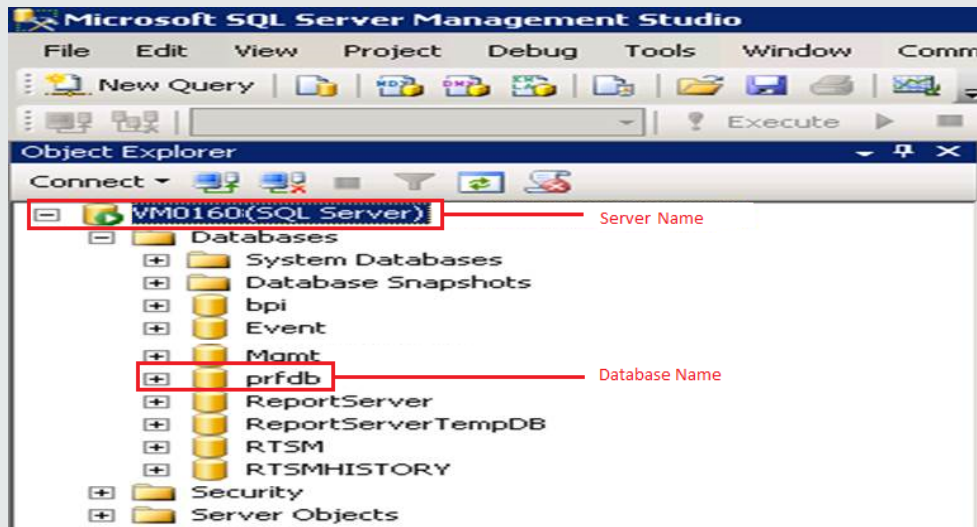 Microsoft SQL Server Management Studio
File Edit View Project Debug Tools Window Comm
New Query
Execute
Object Explorer
Connect
VM0160(SQL Server)
Server Name
Databases
System Databases
Database Snapshots
bpi
Event
Mgmt
prfdb
Database Name
ReportServer
ReportServerTempDB
RTSM
RTSMHISTORY
Security
Server Objects